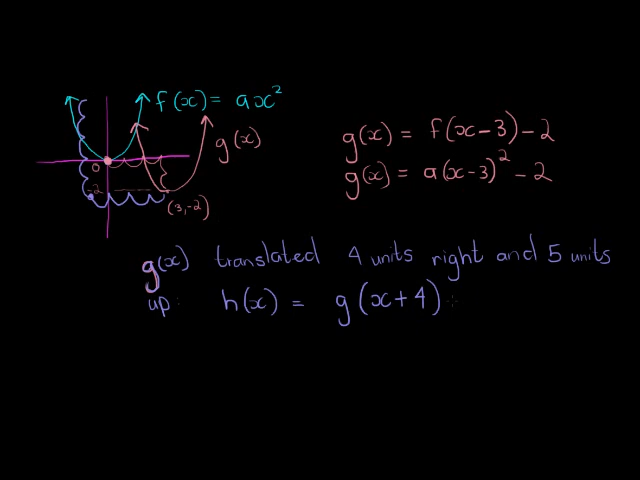 f(x) = ax²
g(x)
0
-2
(3,-2)
g(x) = f(x-3) - 2
g(x) = a(x-3)² - 2
g(x) translated 4 units right and 5 units
up: h(x) = g(x+4)